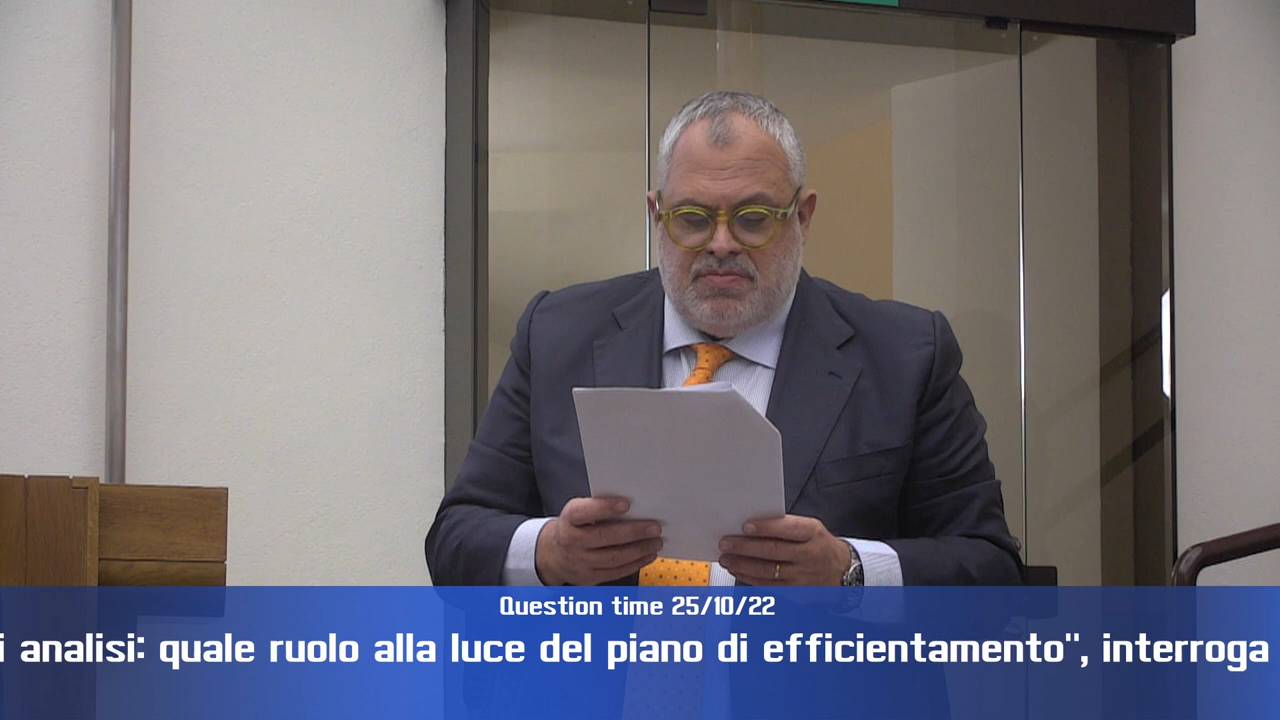 Question time 25/10/22
i analisi: quale ruolo alla luce del piano di efficientamento", interroga